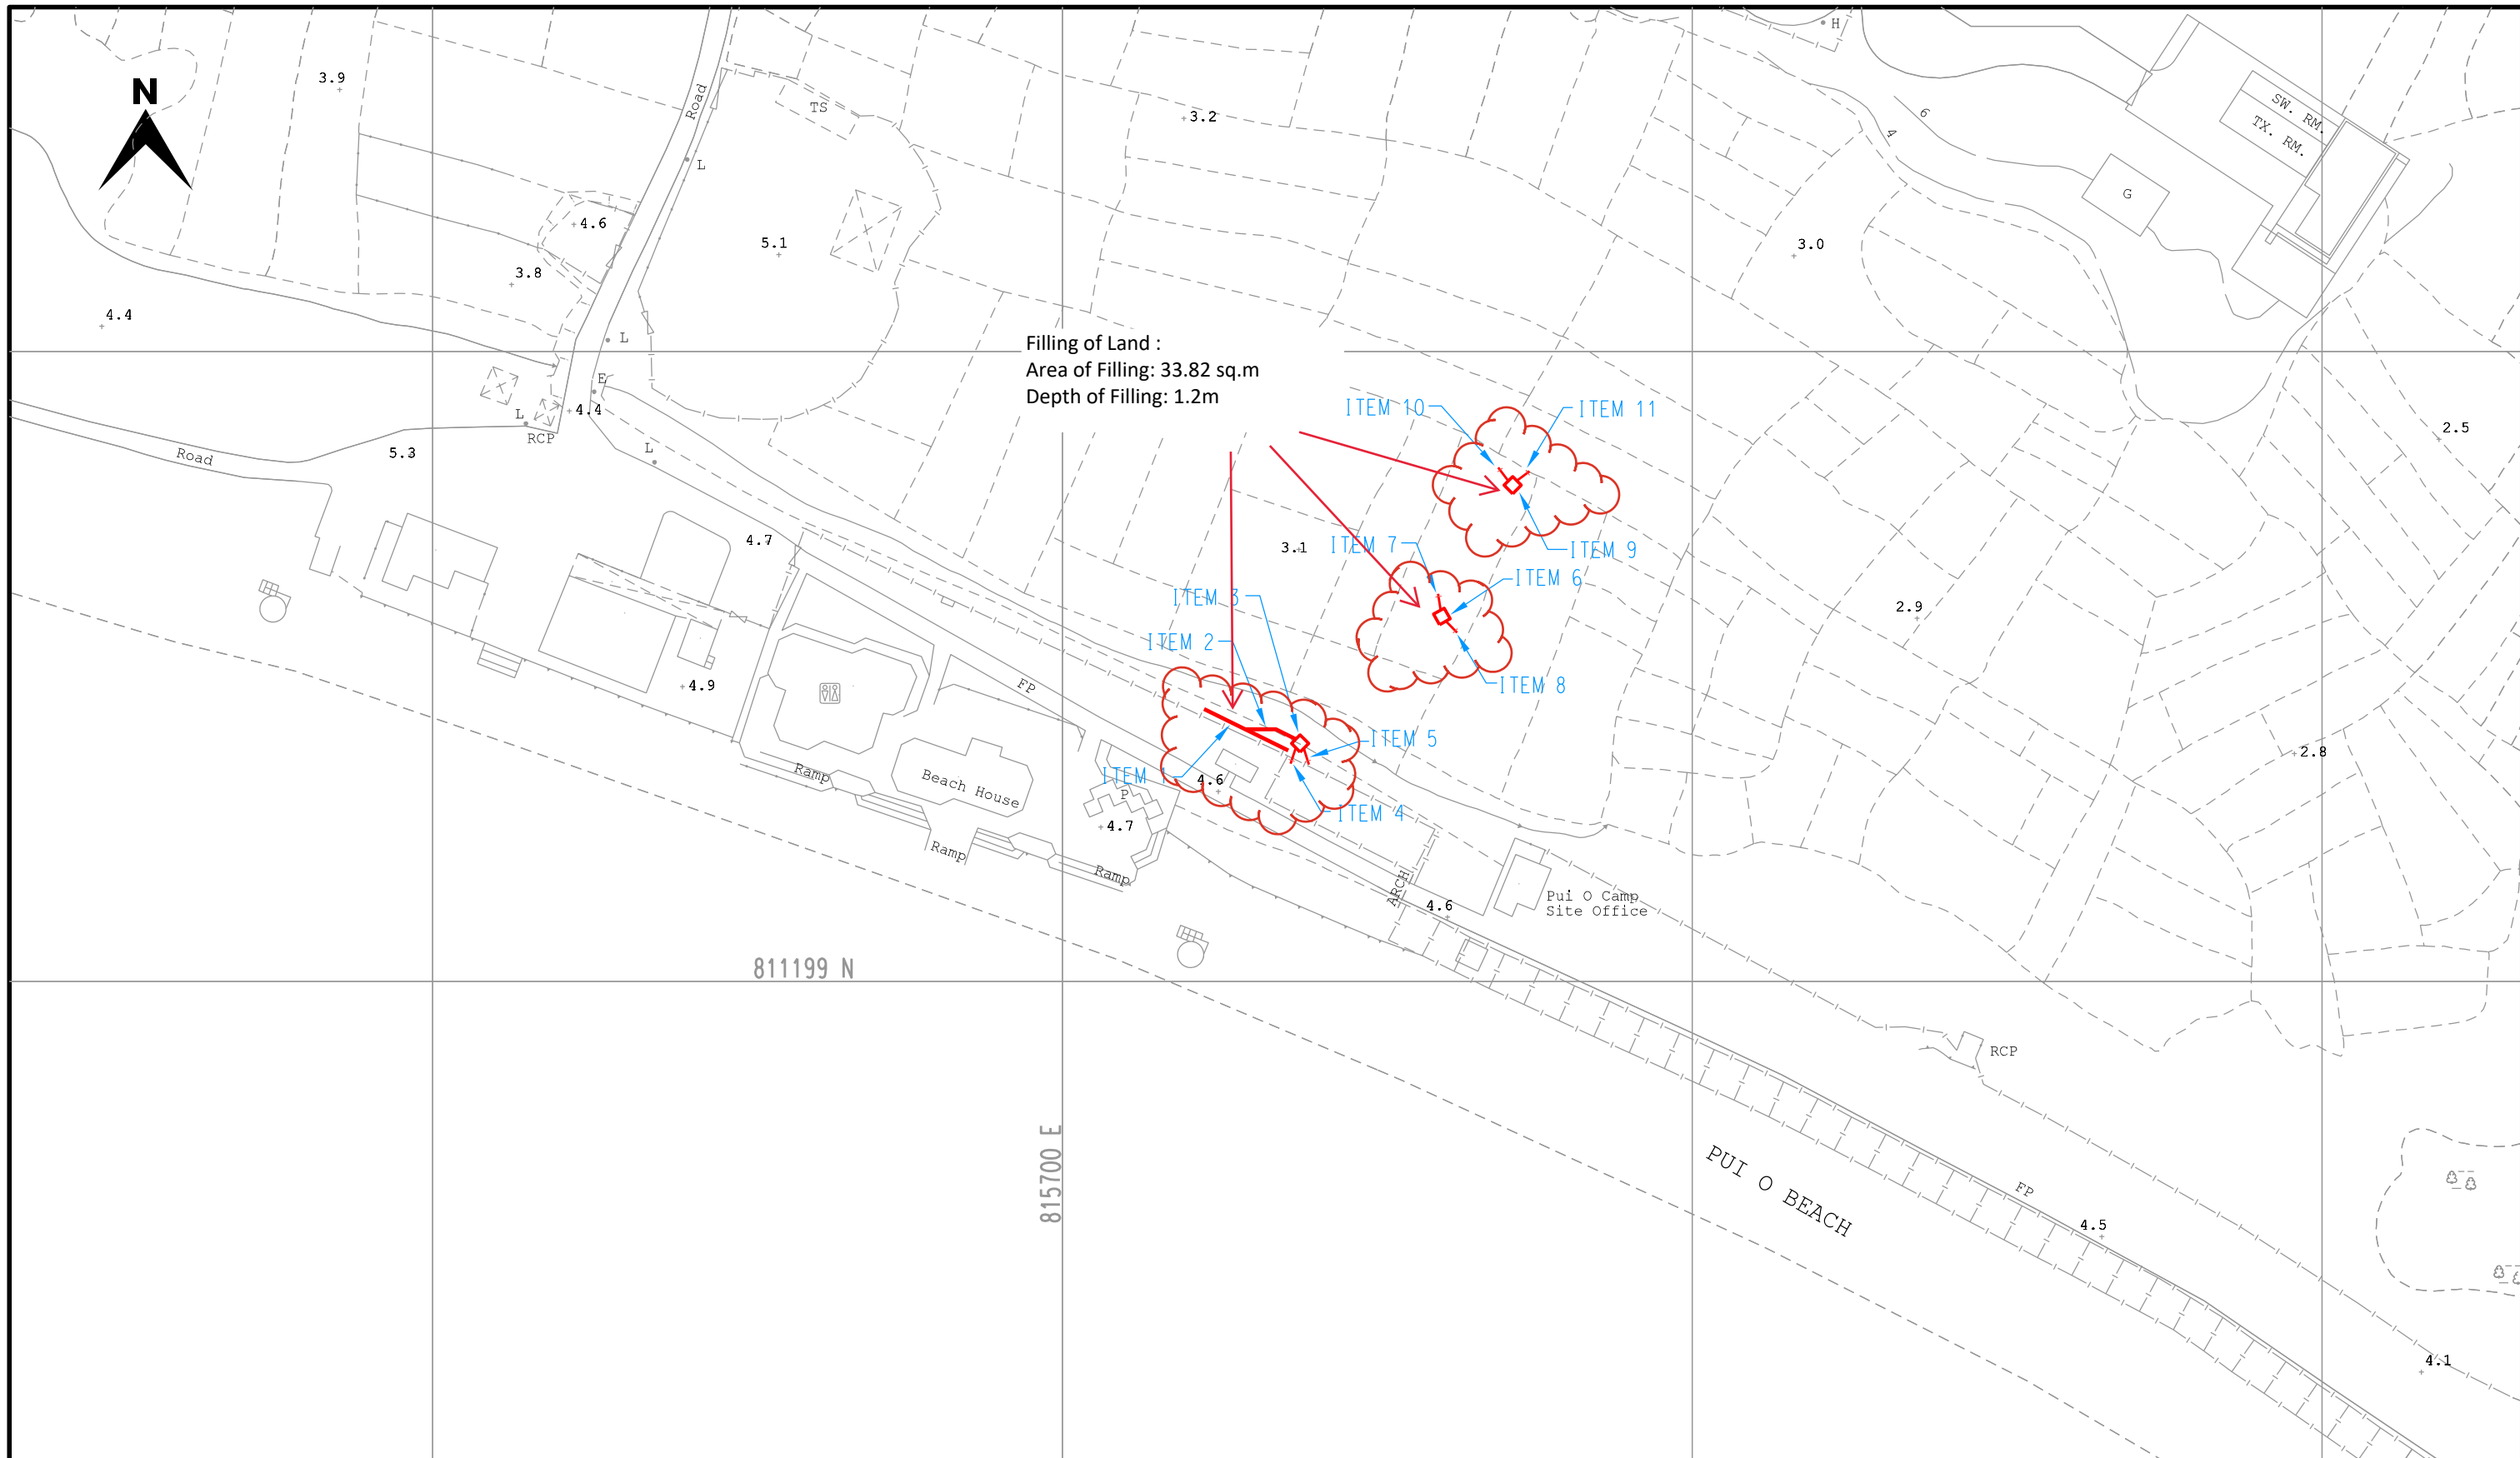 H
N
3.9
Road
TS
3.2
6
4
SW. RM.
TX. RM.
L
G
4.6
5.1
3.0
3.8
4.4
L
Filling of Land :
Area of Filling: 33.82 sq.m
Depth of Filling: 1.2m
E
4.4
L
RCP
ITEM 10
ITEM 11
2.5
Road
5.3
L
4.7
3.1
ITEM 7
ITEM 9
ITEM 6
ITEM 3
2.9
ITEM 2
4.9
FP
ITEM 8
ITEM 5
2.8
Ramp
Beach House
ITEM 1
4.6
P
4.7
ITEM 4
Ramp
Ramp
ARCH
4.6
Pui O Camp
Site Office
811199 N
RCP
815700 E
PUI O BEACH
FP
4.5
4.1